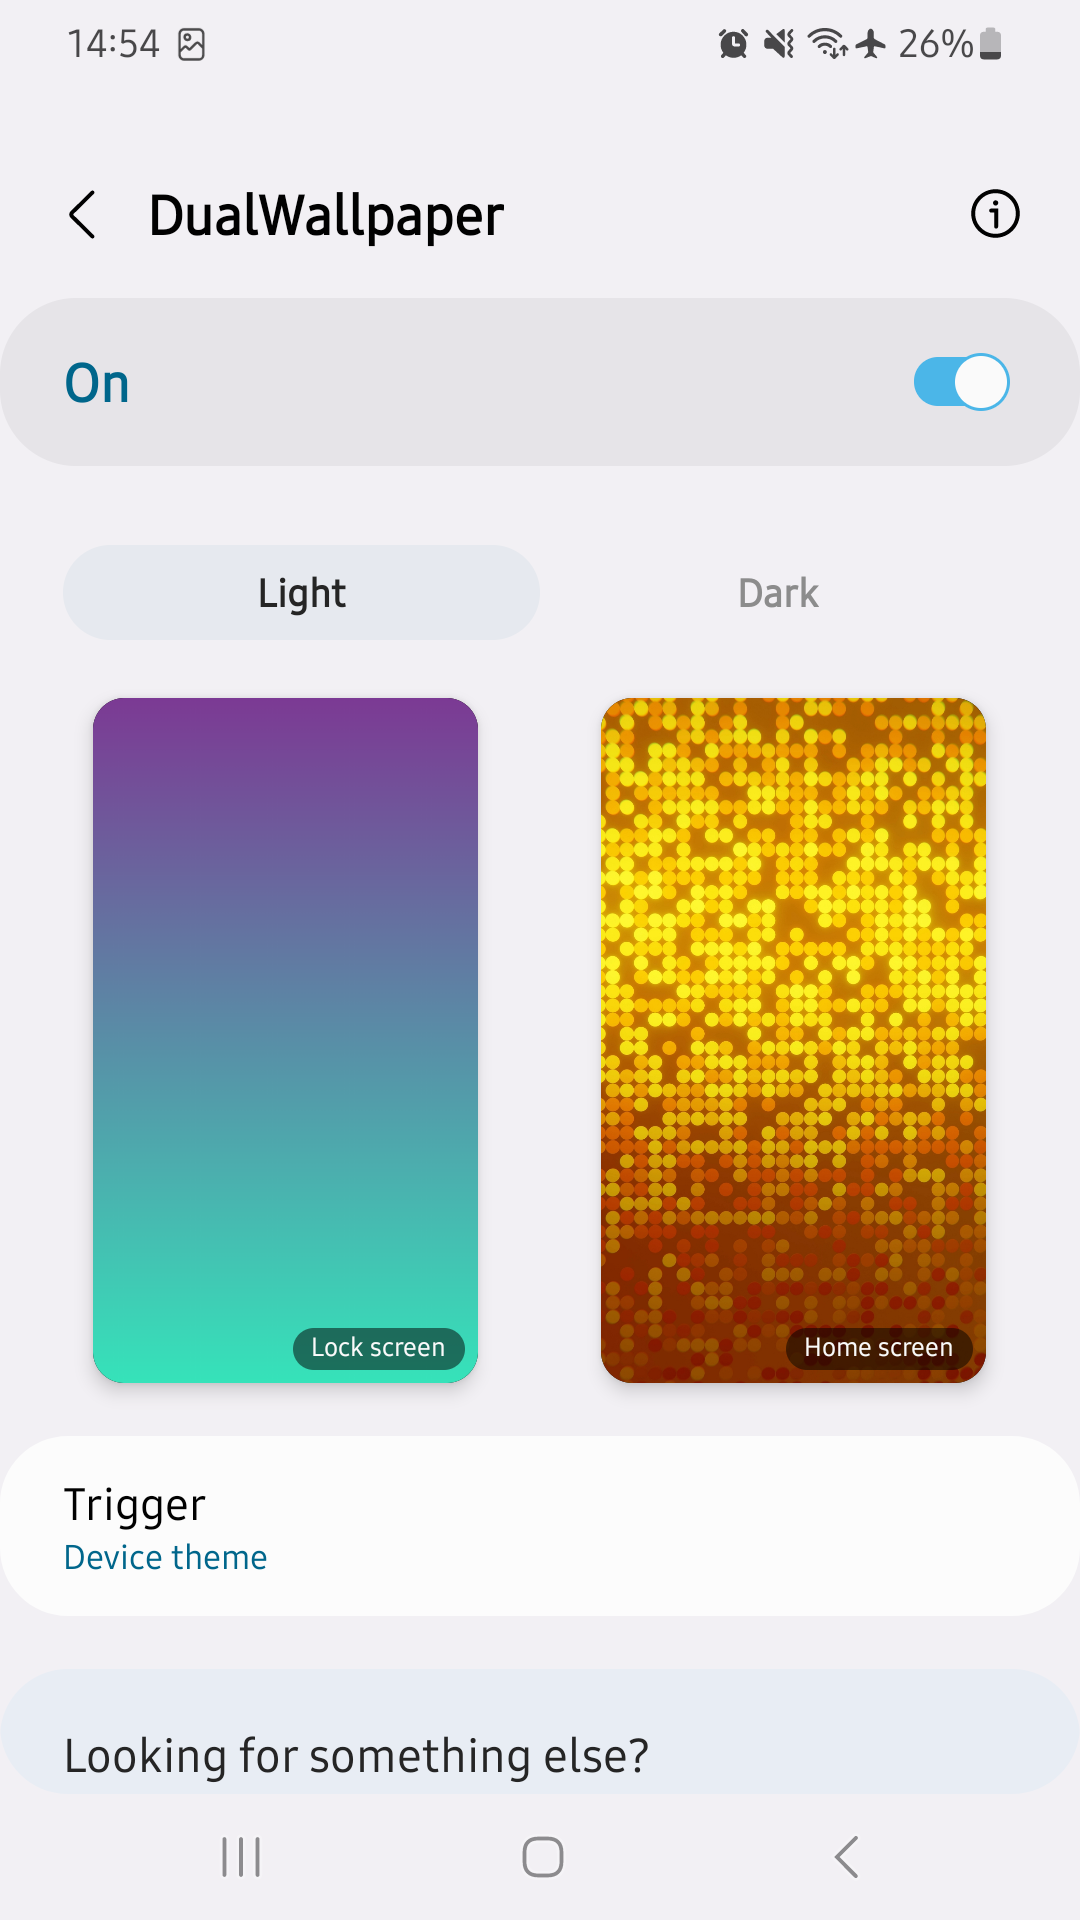 14:54 26%
DualWallpaper
On
Light Dark
Lock screen Home screen
Trigger
Device theme
Looking for something else?